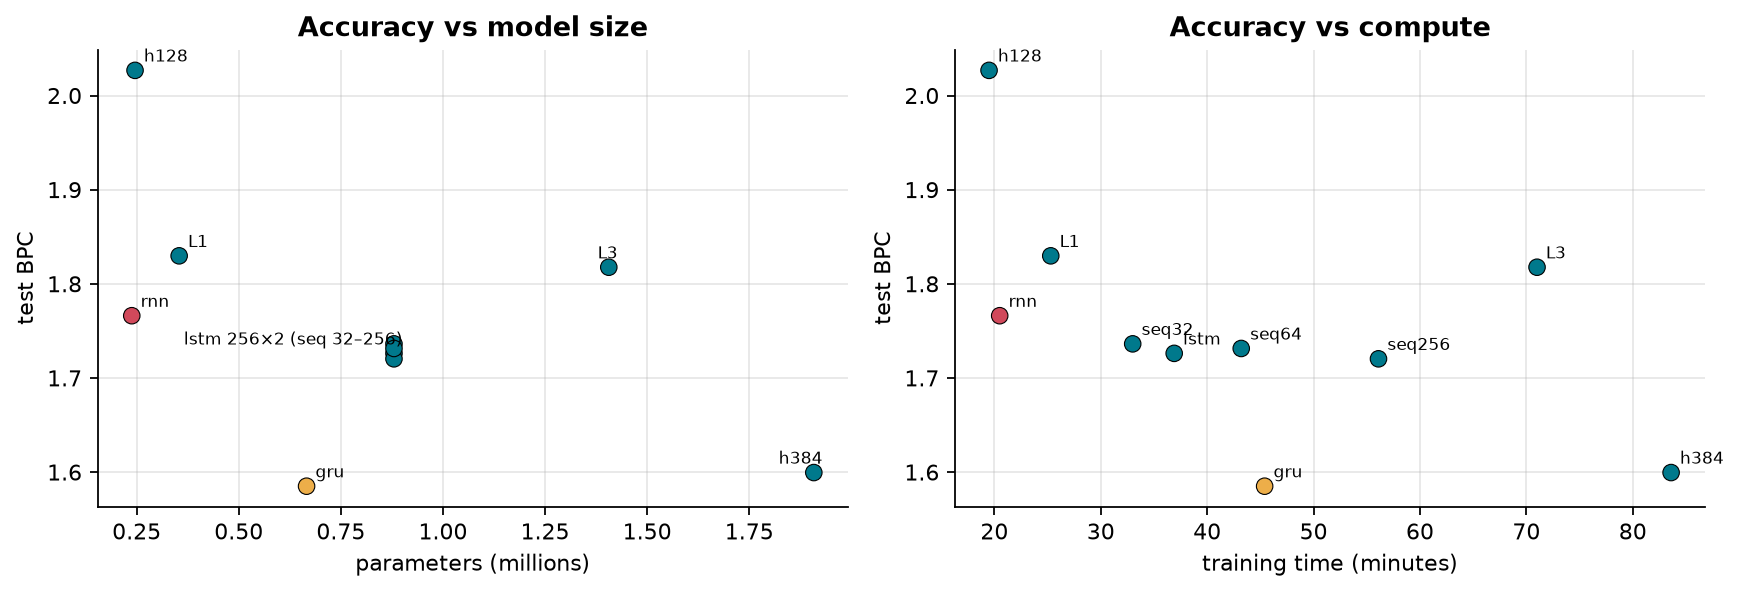 Accuracy vs model size
test BPC
2.0
1.9
1.8
1.7
1.6
h128
L1
L3
rnn
lstm 256×2 (seq 32–256)
h384
gru
0.25 0.50 0.75 1.00 1.25 1.50 1.75
parameters (millions)
Accuracy vs compute
test BPC
2.0
1.9
1.8
1.7
1.6
h128
L1
L3
rnn
seq32
lstm
seq64
seq256
h384
gru
20 30 40 50 60 70 80
training time (minutes)